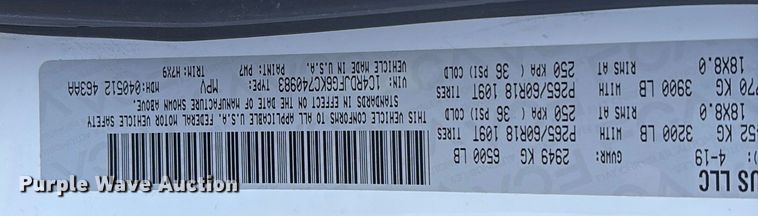 US LLC
4-19 GVWR: 2949 KG 6500 LB
452 KG 3200 LB WITH P265/60R18 109T TIRES
18X8.0 RIMS AT 250 KPA( 36 PSI) COLD
770 KG 3900 LB WITH P265/60R18 109T TIRES
18X8.0 RIMS AT 250 KPA( 36 PSI) COLD
THIS VEHICLE CONFORMS TO ALL APPLICABLE U.S.A. FEDERAL MOTOR VEHICLE SAFETY
STANDARDS IN EFFECT ON THE DATE OF MANUFACTURE SHOWN ABOVE.
VIN: 1C4RDJFG6KC740983 MPV MDH:040512 463AA
VEHICLE MADE IN U.S.A. PAINT: PW7 TRIM: H7X9
Purple Wave Auction